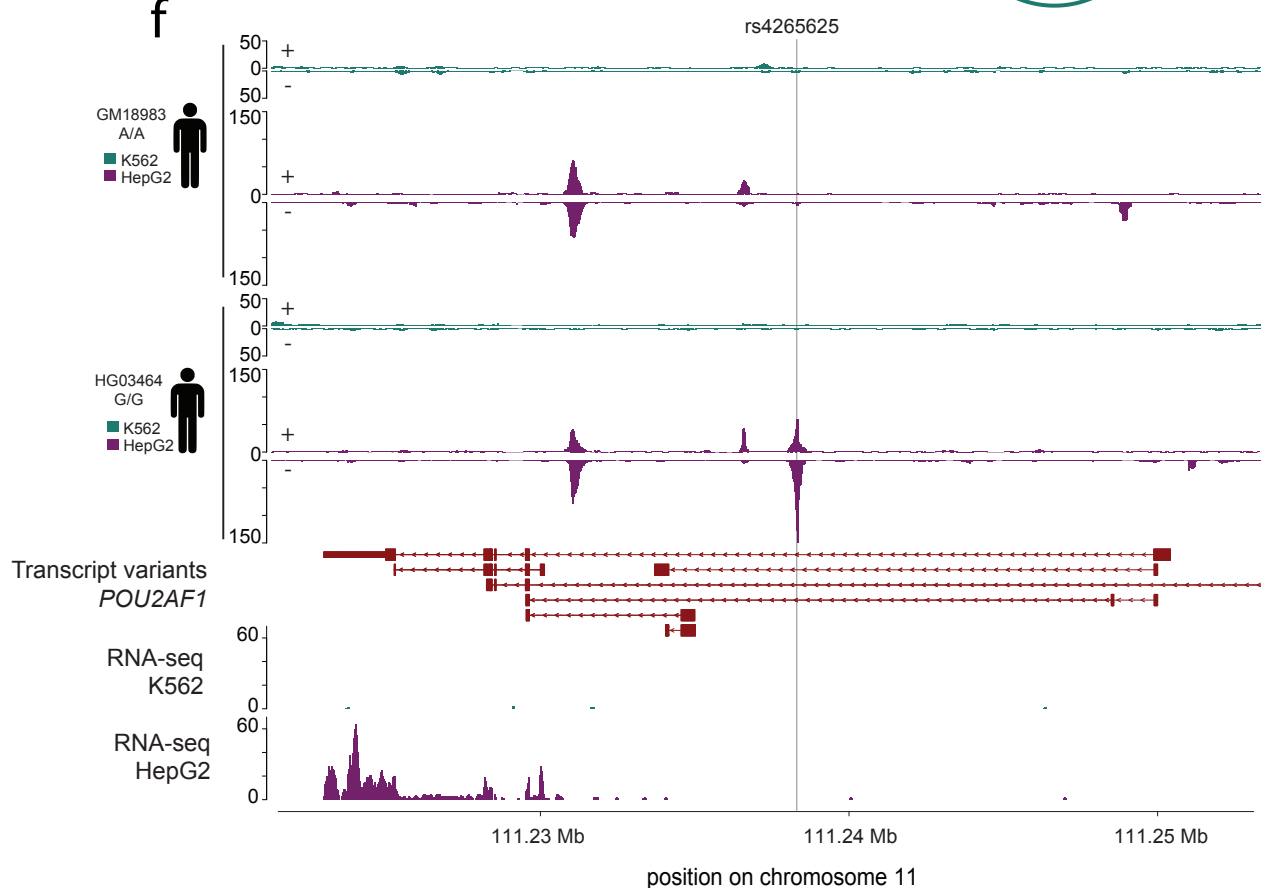 f
rs4265625
50
+
0
-
50
GM18983
A/A
K562
HepG2
150
+
0
-
150
50
+
0
-
50
HG03464
G/G
K562
HepG2
150
+
0
-
150
Transcript variants
POU2AF1
RNA-seq
K562
60
0
RNA-seq
HepG2
60
0
111.23 Mb 111.24 Mb 111.25 Mb
position on chromosome 11